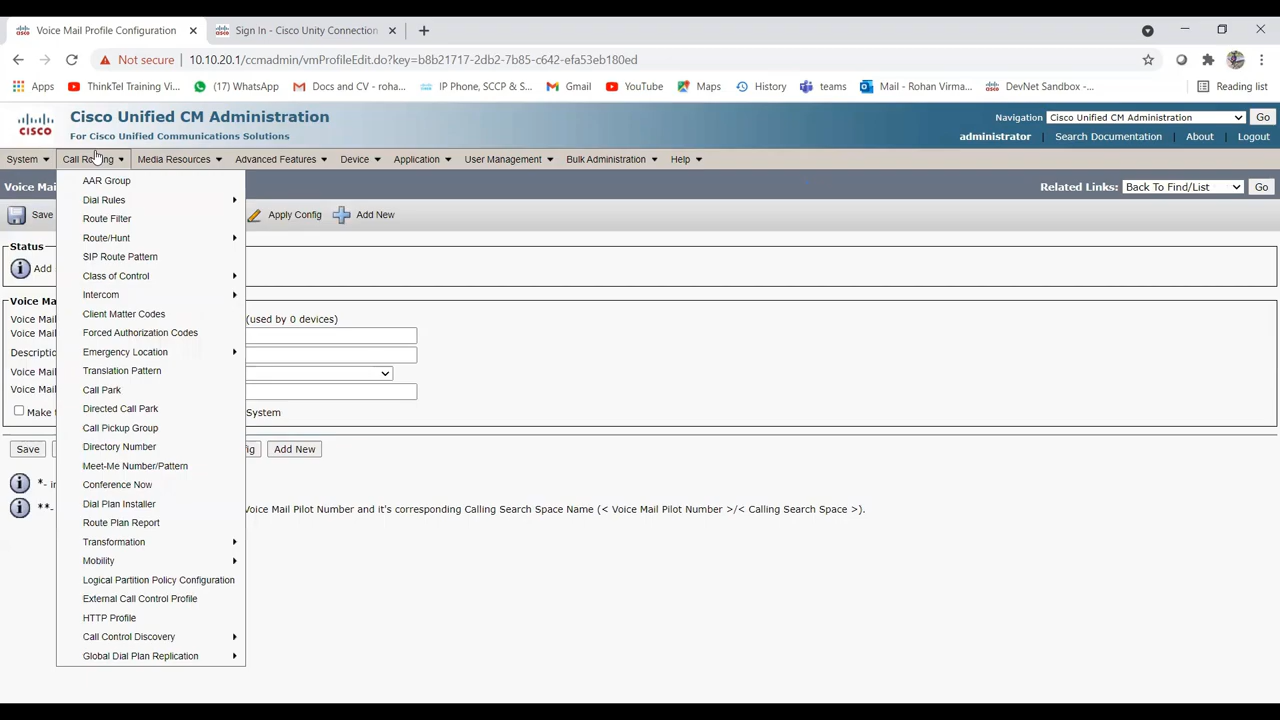 Voice Mail Profile Configuration
Sign In - Cisco Unity Connection
Not secure 10.10.20.1/ccmadmin/vmProfileEdit.do?key=b8b21717-2db2-7b85-c642-efa53eb180ed
Apps ThinkTel Training Vi... (17) WhatsApp Docs and CV - roha... IP Phone, SCCP & S... Gmail YouTube Maps History teams Mail - Rohan Virma... DevNet Sandbox -... Reading list
Cisco Unified CM Administration
Navigation Cisco Unified CM Administration Go
CISCO For Cisco Unified Communications Solutions
administrator Search Documentation About Logout
System Call Routing Media Resources Advanced Features Device Application User Management Bulk Administration Help
Voice Mai Related Links: Back To Find/List Go
Save Apply Config Add New
Status
Add
Voice Ma
Voice Mail (used by 0 devices)
Voice Mail
Descriptio
Voice Mail
Voice Mail
Make t System
Save ig Add New
*- in
**- Voice Mail Pilot Number and it's corresponding Calling Search Space Name (< Voice Mail Pilot Number >/< Calling Search Space >).
AAR Group
Dial Rules
Route Filter
Route/Hunt
SIP Route Pattern
Class of Control
Intercom
Client Matter Codes
Forced Authorization Codes
Emergency Location
Translation Pattern
Call Park
Directed Call Park
Call Pickup Group
Directory Number
Meet-Me Number/Pattern
Conference Now
Dial Plan Installer
Route Plan Report
Transformation
Mobility
Logical Partition Policy Configuration
External Call Control Profile
HTTP Profile
Call Control Discovery
Global Dial Plan Replication